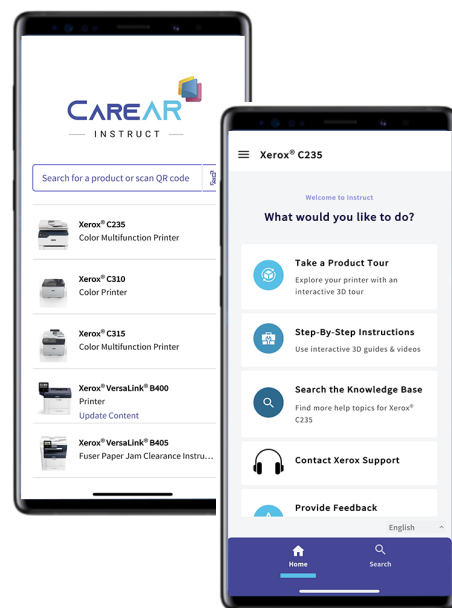 CAREAR
INSTRUCT
Search for a product or scan QR code
Xerox® C235
Color Multifunction Printer
Xerox® C310
Color Printer
Xerox® C315
Color Multifunction Printer
Xerox® VersaLink® B400
Printer
Update Content
Xerox® VersaLink® B405
Fuser Paper Jam Clearance Instru...
Xerox® C235
Welcome to Instruct
What would you like to do?
Take a Product Tour
Explore your printer with an
interactive 3D tour
Step-By-Step Instructions
Use interactive 3D guides & videos
Search the Knowledge Base
Find more help topics for Xerox®
C235
Contact Xerox Support
Provide Feedback
English
Home
Search